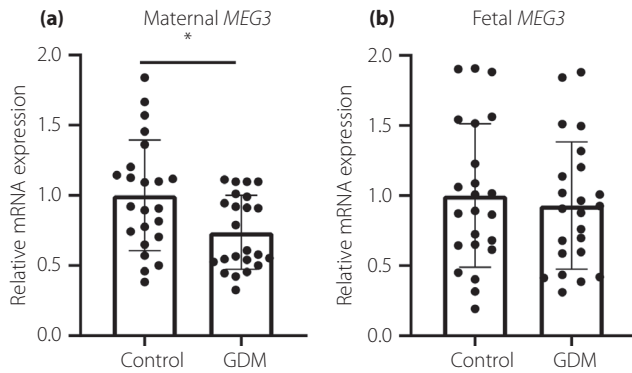 (a) Maternal MEG3
*
Relative mRNA expression
2.0
1.5
1.0
0.5
0.0
Control GDM
(b) Fetal MEG3
Relative mRNA expression
2.0
1.5
1.0
0.5
0.0
Control GDM